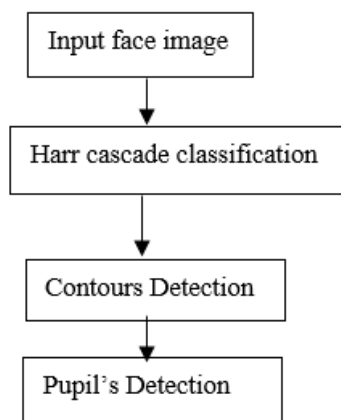 Input face image
Harr cascade classification
Contours Detection
Pupil's Detection